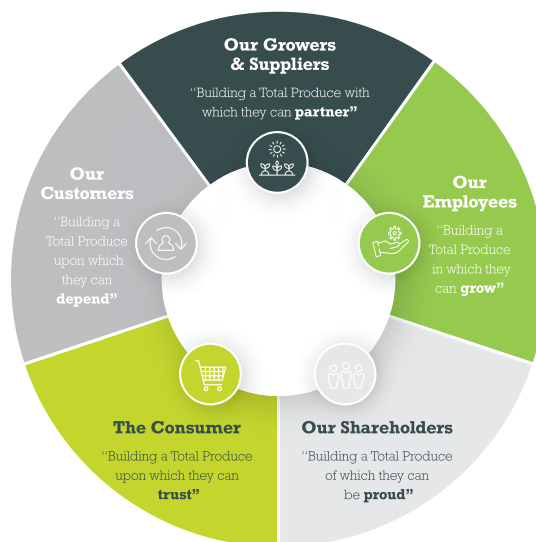 Our Growers
& Suppliers
“Building a Total Produce with
which they can partner”
Our
Employees
“Building a
Total Produce
in which they
can grow”
Our Shareholders
“Building a Total Produce
of which they can
be proud”
The Consumer
“Building a Total Produce
upon which they can
trust”
Our
Customers
“Building a
Total Produce
upon which
they can
depend”